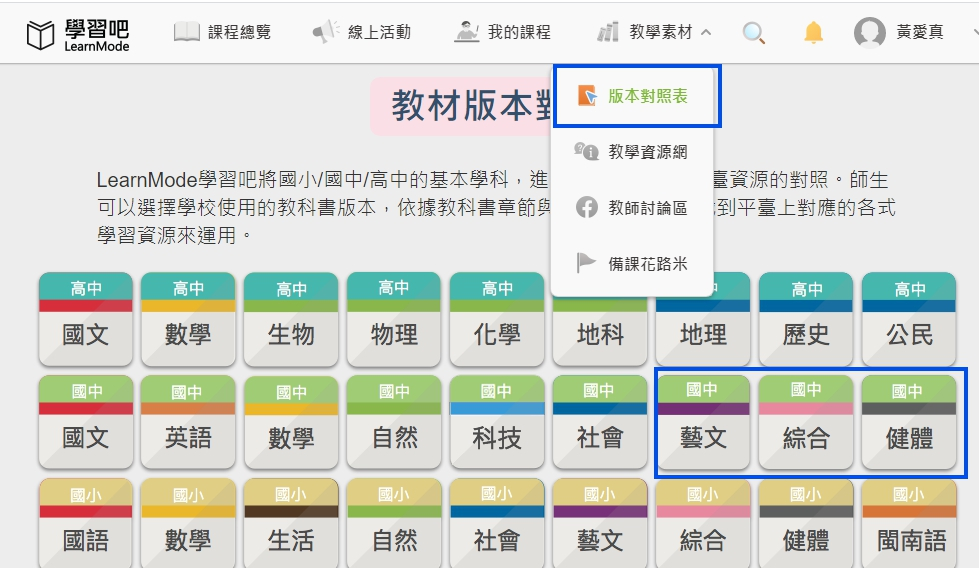 學習吧
LearnMode
課程總覽
線上活動
我的課程
教學素材
黃愛真
版本對照表
教學資源網
教師討論區
備課花路米
教材版本
LearnMode學習吧將國小/國中/高中的基本學科，進
臺資源的對照。師生
可以選擇學校使用的教科書版本，依據教科書章節與
到平臺上對應的各式
學習資源來運用。
高中 高中 高中 高中 高中 高中 高中 高中
國文 數學 生物 物理 化學 地科 地理 歷史 公民
國中 國中 國中 國中 國中 國中 國中 國中 國中
國文 英語 數學 自然 科技 社會 藝文 綜合 健體
國小 國小 國小 國小 國小 國小 國小 國小 國小
國語 數學 生活 自然 社會 藝文 綜合 健體 閩南語